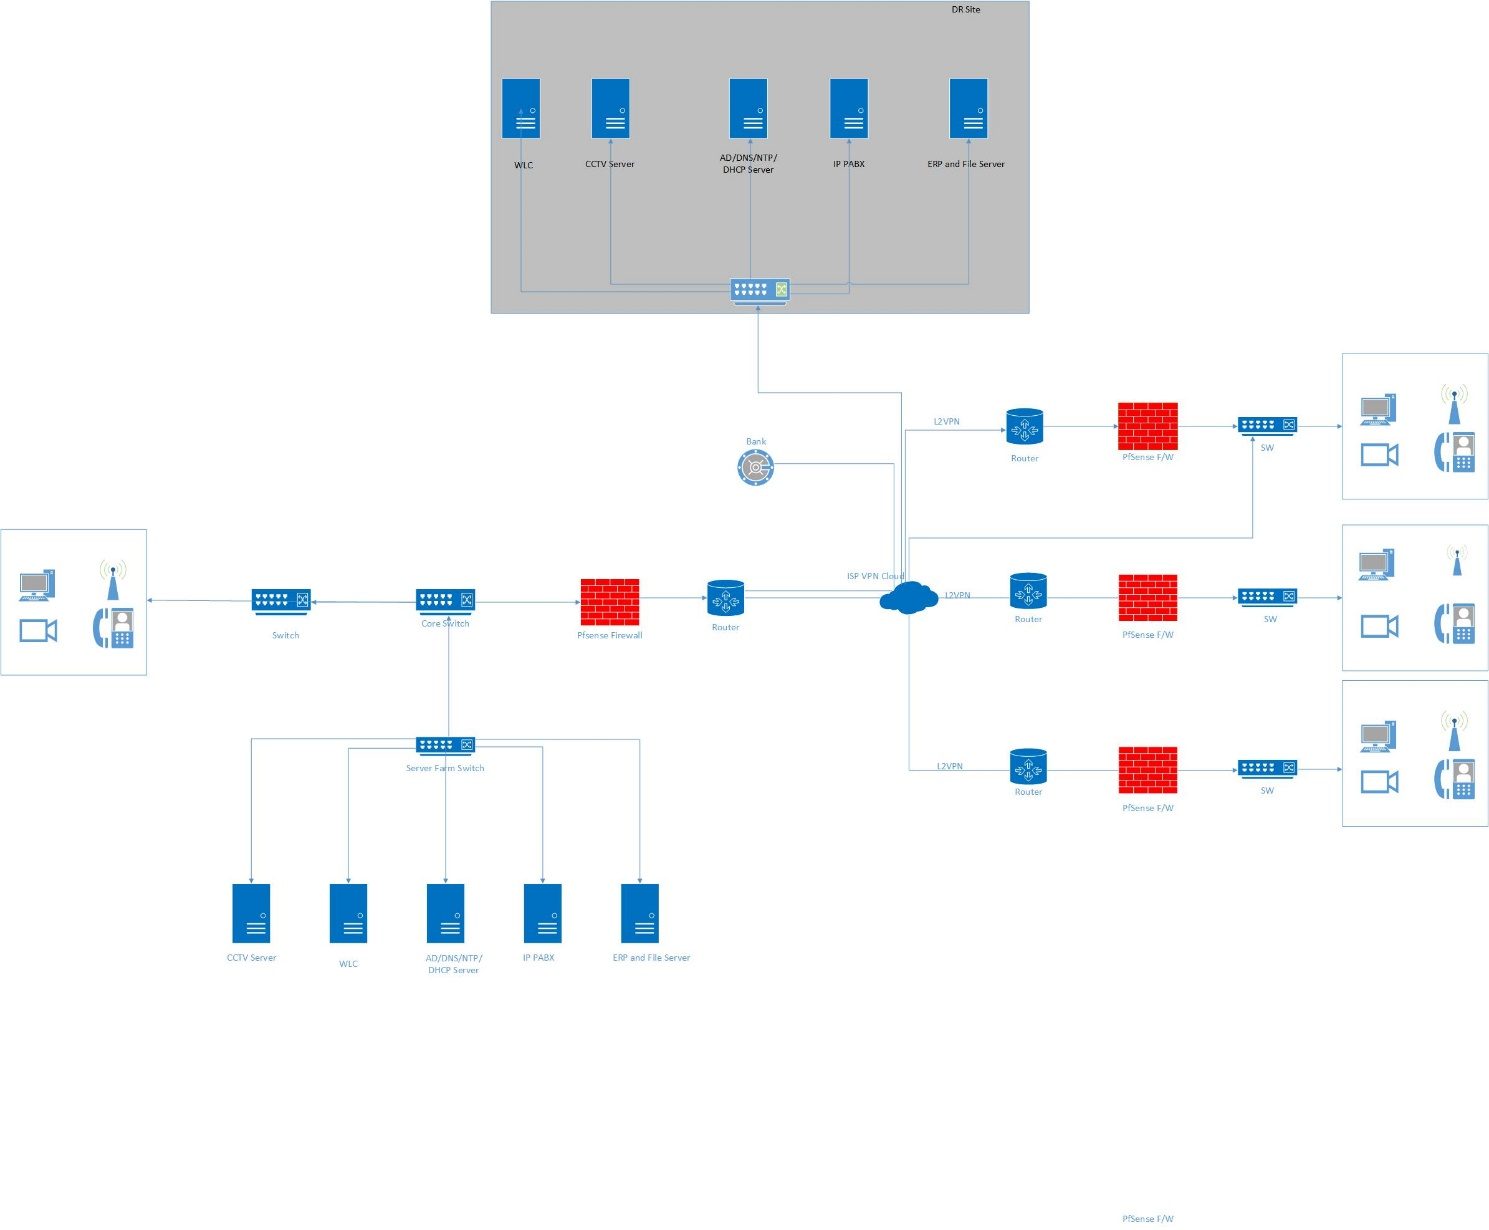 DR Site
WLC
CCTV Server
AD/DNS/NTP/
DHCP Server
IP PABX
ERP and File Server
L2VPN
Router
PfSense F/W
SW
Bank
ISP VPN Cloud
L2VPN
Router
PfSense F/W
SW
Switch
Core Switch
Pfsense Firewall
Router
L2VPN
Router
PfSense F/W
SW
Server Farm Switch
CCTV Server
WLC
AD/DNS/NTP/
DHCP Server
IP PABX
ERP and File Server
PfSense F/W